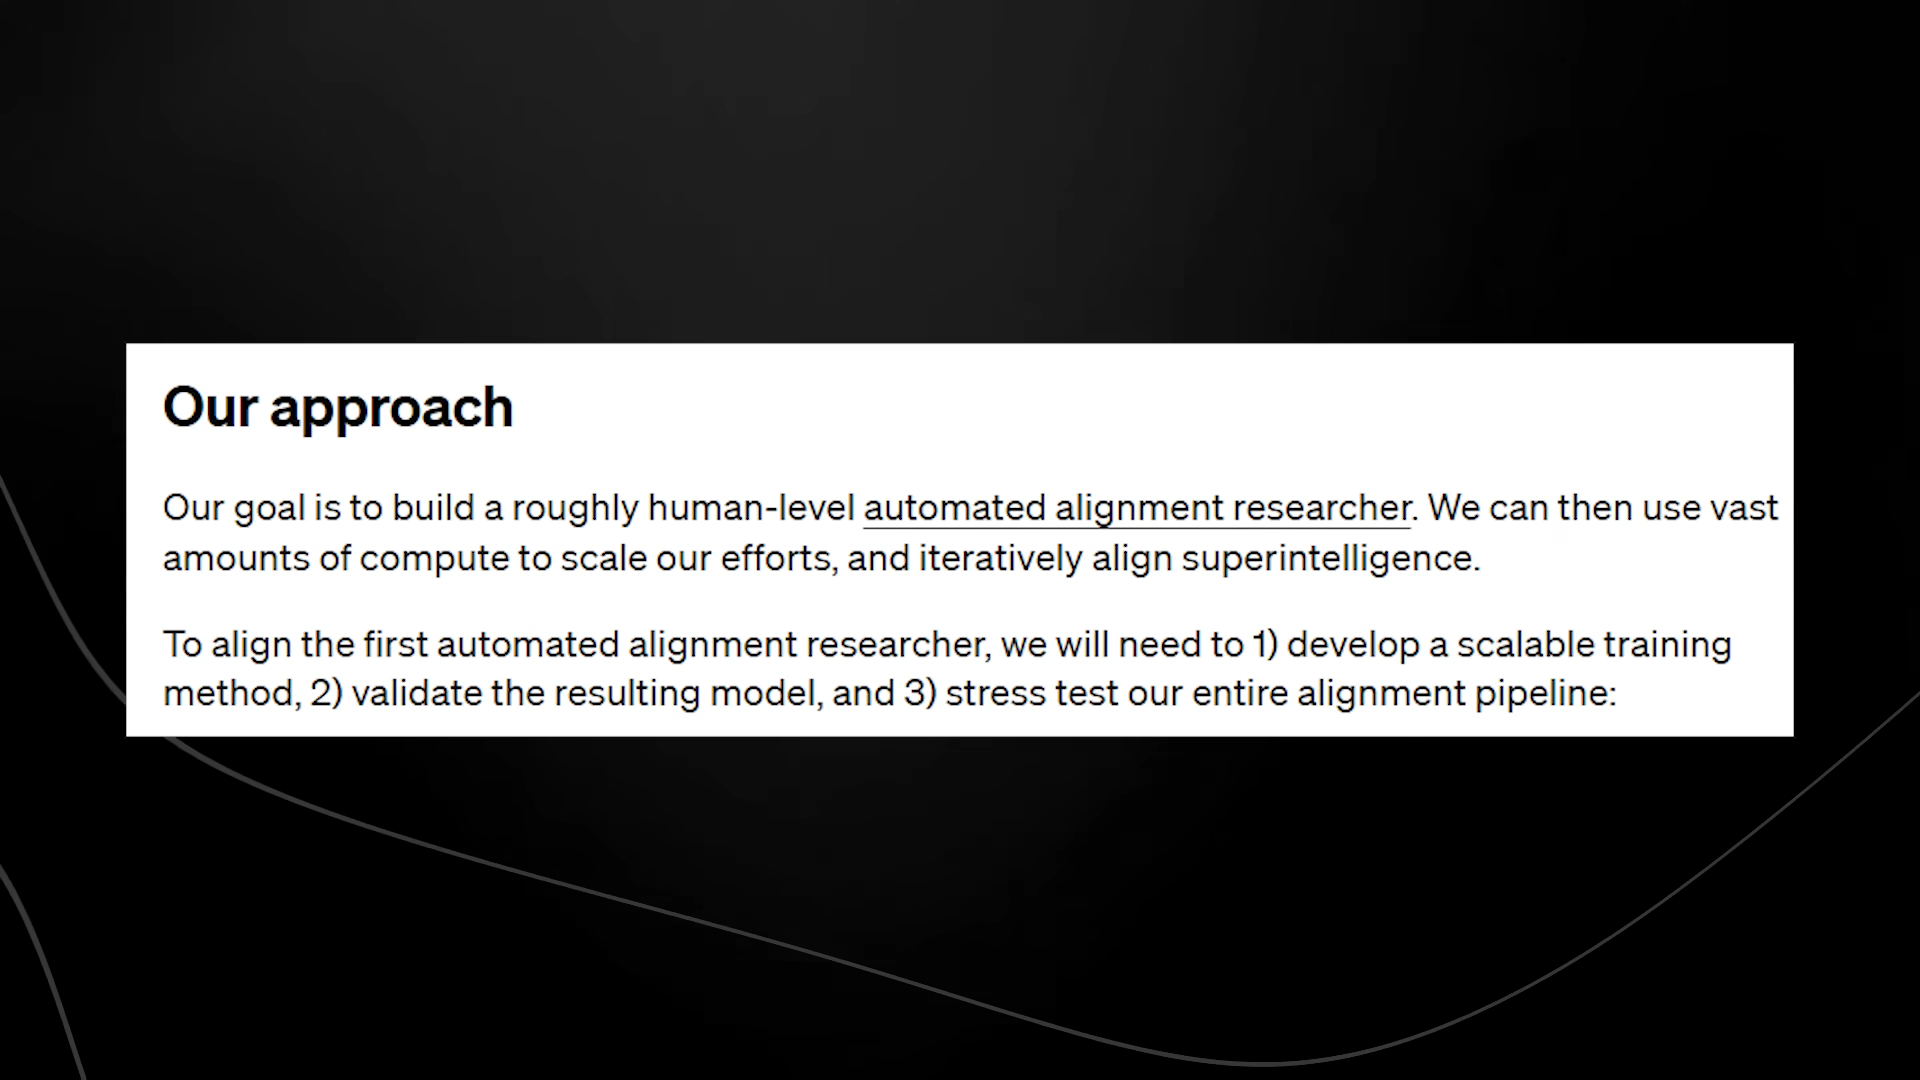 Our approach
Our goal is to build a roughly human-level automated alignment researcher. We can then use vast
amounts of compute to scale our efforts, and iteratively align superintelligence.
To align the first automated alignment researcher, we will need to 1) develop a scalable training
method, 2) validate the resulting model, and 3) stress test our entire alignment pipeline: